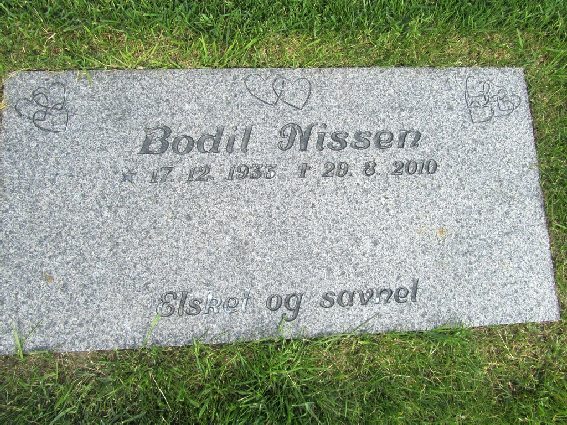 Bodil Nissen
* 17. 12. 1935 † 29. 8. 2010
Elsket og savnet